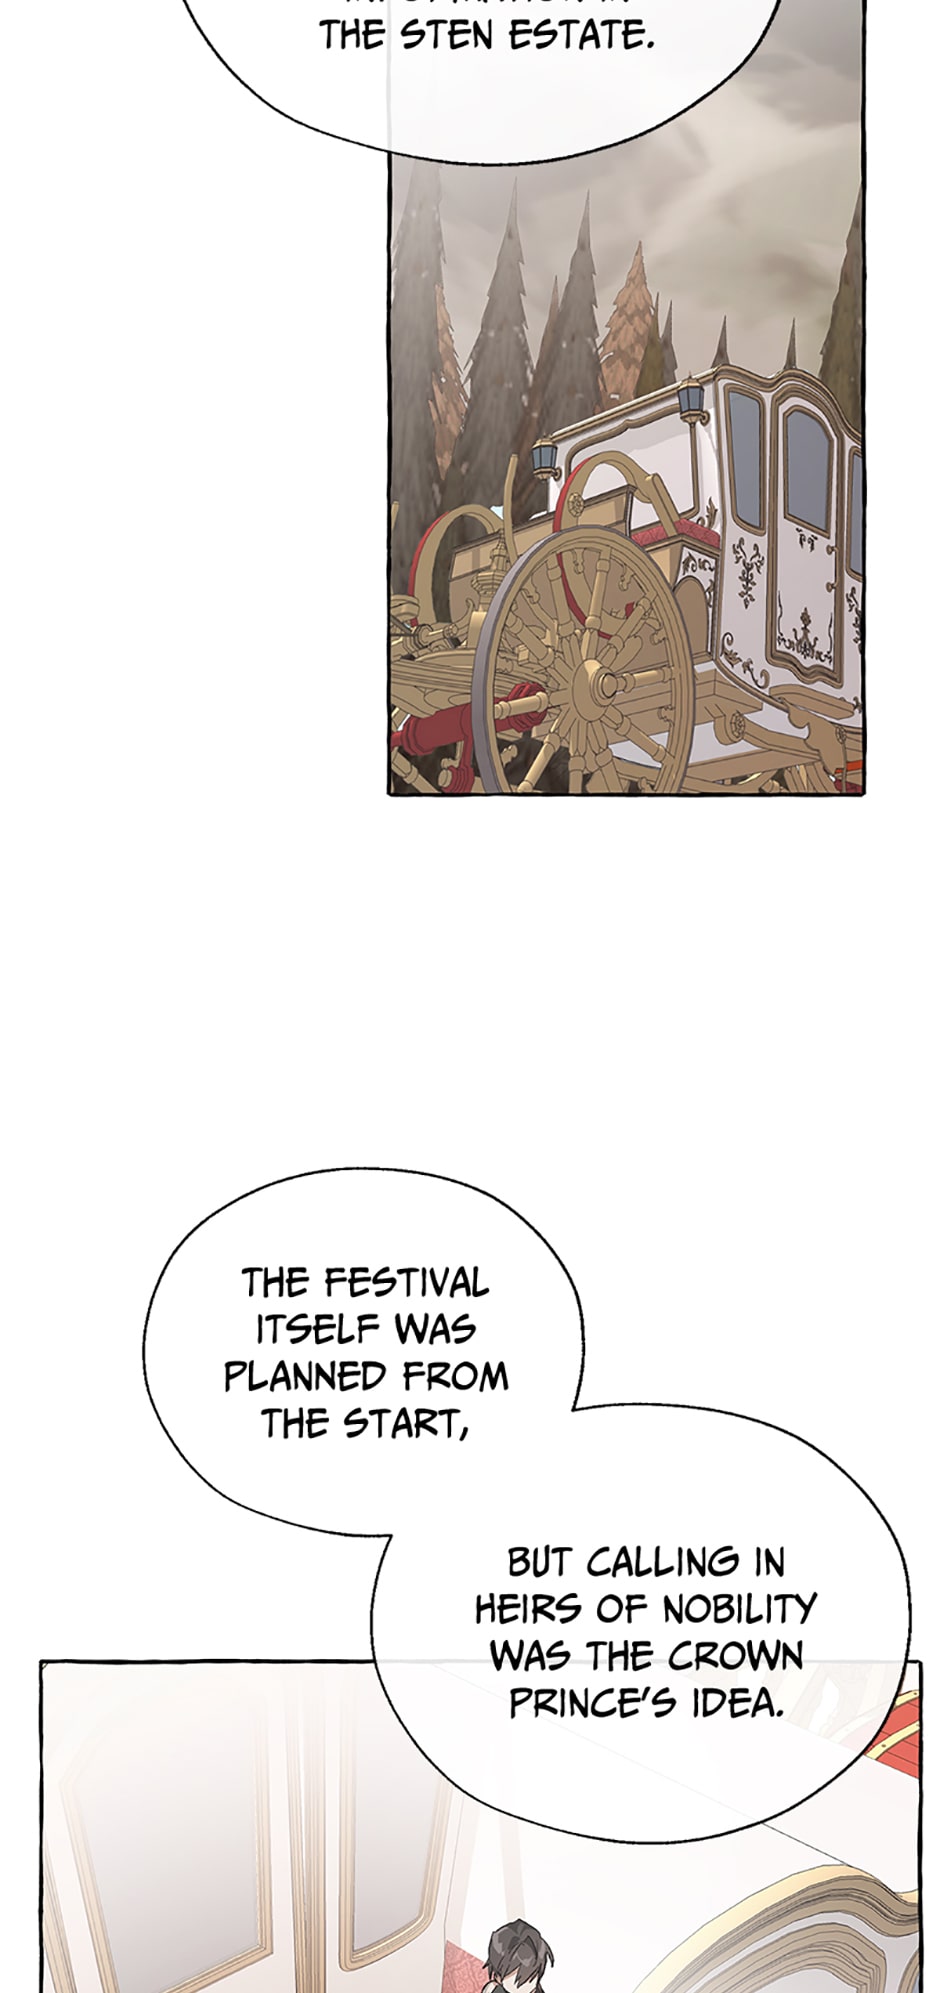 THE STEN ESTATE.
THE FESTIVAL
ITSELF WAS
PLANNED FROM
THE START,
BUT CALLING IN
HEIRS OF NOBILITY
WAS THE CROWN
PRINCE'S IDEA.